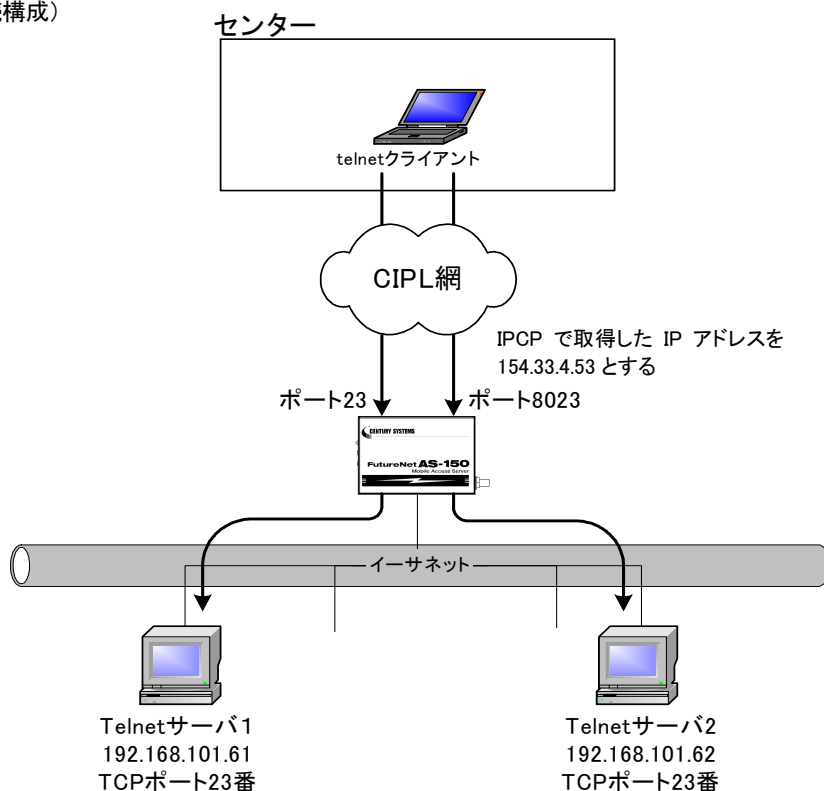 構成）
センター
telnetクライアント
CIPL網
IPCP で取得した IP アドレスを
154.33.4.53 とする
ポート23
ポート8023
CENTURY SYSTEMS
FutureNet AS-150
Mobile Access Server
イーサネット
Telnetサーバ1
192.168.101.61
TCPポート23番
Telnetサーバ2
192.168.101.62
TCPポート23番